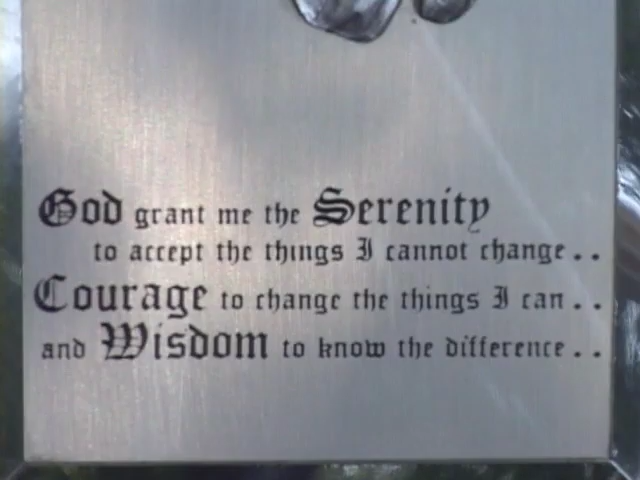 God grant me the Serenity
to accept the things I cannot change..
Courage to change the things I can..
and Wisdom to know the difference..